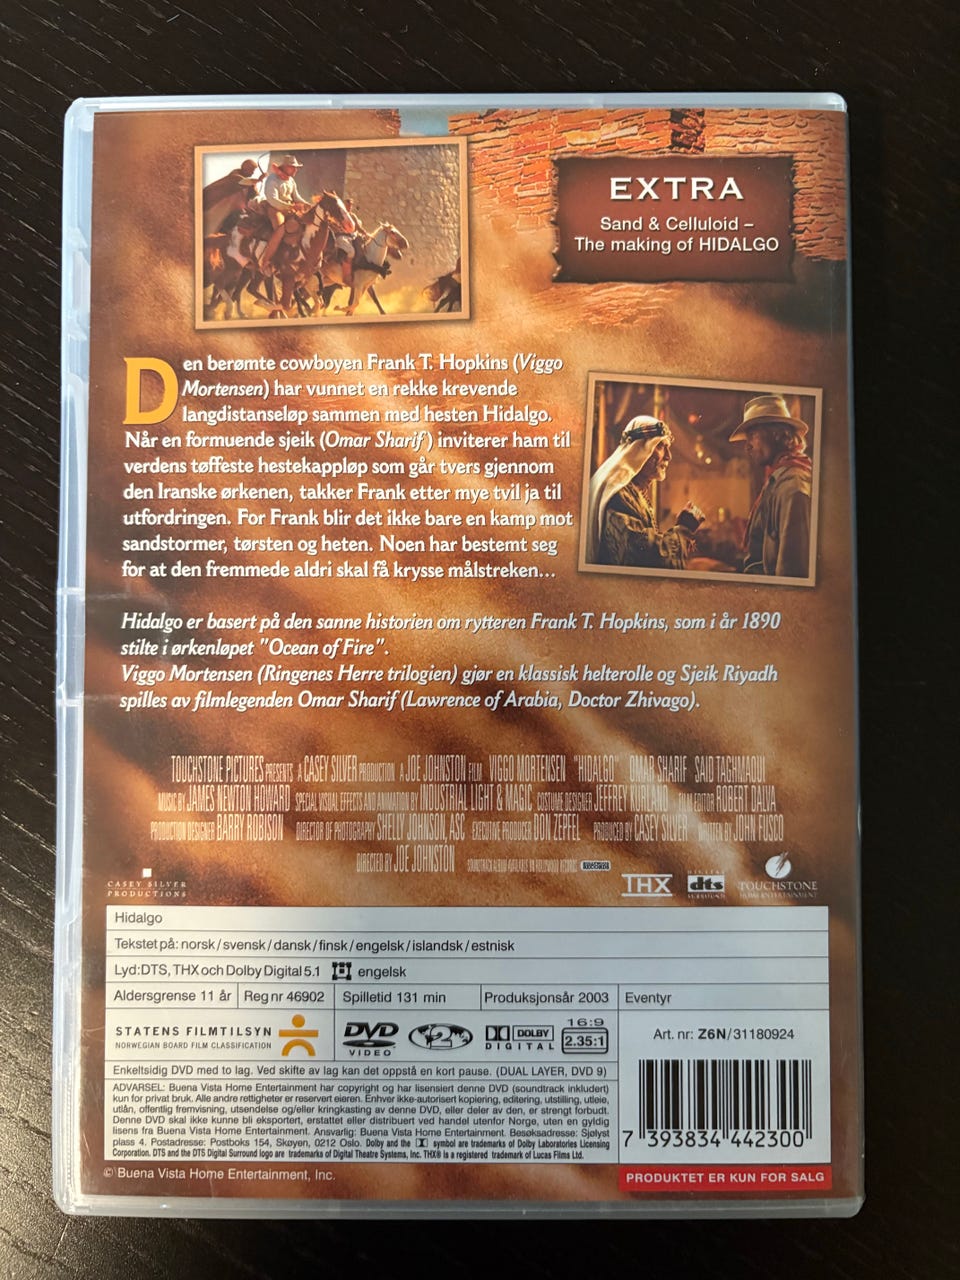 EXTRA
Sand & Celluloid –
The making of HIDALGO
Den berømte cowboyen Frank T. Hopkins (Viggo
Mortensen) har vunnet en rekke krevende
langdistanseløp sammen med hesten Hidalgo.
Når en formuende sjeik (Omar Sharif) inviterer ham til
verdens tøffeste hestekappløp som går tvers gjennom
den Iranske ørkenen, takker Frank etter mye tvil ja til
utfordringen. For Frank blir det ikke bare en kamp mot
sandstormer, tørsten og heten. Noen har bestemt seg
for at den fremmede aldri skal få krysse målstreken...
Hidalgo er basert på den sanne historien om rytteren Frank T. Hopkins, som i år 1890
stilte i ørkenløpet "Ocean of Fire".
Viggo Mortensen (Ringenes Herre trilogien) gjør en klassisk helterolle og Sjeik Riyadh
spilles av filmlegenden Omar Sharif (Lawrence of Arabia, Doctor Zhivago).
TOUCHSTONE PICTURES PRESENTS A CASEY SILVER PRODUCTION A JOE JOHNSTON FILM VIGGO MORTENSEN "HIDALGO" OMAR SHARIF SAID TAGHMAOUI
MUSIC BY JAMES NEWTON HOWARD SPECIAL VISUAL EFFECTS AND ANIMATION BY INDUSTRIAL LIGHT & MAGIC COSTUME DESIGNER JEFFREY KURLAND FILM EDITOR ROBERT DALVA
PRODUCTION DESIGNER BARRY ROBISON DIRECTOR OF PHOTOGRAPHY SHELLY JOHNSON, ASC EXECUTIVE PRODUCER DON ZEPFEL PRODUCED BY CASEY SILVER WRITTEN BY JOHN FUSCO
DIRECTED BY JOE JOHNSTON SOUNDTRACK ALBUM AVAILABLE ON HOLLYWOOD RECORDS
CASEY SILVER
PRODUCTIONS
THX
DIGITAL
dts
SURROUND
TOUCHSTONE
HOME ENTERTAINMENT
Hidalgo
Tekstet på: norsk/svensk/dansk/finsk/engelsk/islandsk/estnisk
Lyd:DTS, THX och Dolby Digital 5.1 engelsk
Aldersgrense 11 år Reg nr 46902 Spilletid 131 min Produksjonsår 2003 Eventyr
STATENS FILMTILSYN
NORWEGIAN BOARD FILM CLASSIFICATION
DVD
VIDEO
2
DOLBY
DIGITAL
16:9
2.35:1
Art. nr: Z6N/31180924
Enkeltsidig DVD med to lag. Ved skifte av lag kan det oppstå en kort pause. (DUAL LAYER, DVD 9)
ADVARSEL: Buena Vista Home Entertainment har copyright og har lisensiert denne DVD (soundtrack inkludert)
kun for privat bruk. Alle andre rettigheter er reservert eieren. Enhver ikke-autorisert kopiering, editering, utstilling, utleie,
utlån, offentlig fremvisning, utsendelse og/eller kringkasting av denne DVD, eller deler av den, er strengt forbudt.
Denne DVD skal ikke kunne bli eksportert, erstattet eller distribuert ved handel utenfor Norge, uten en gyldig
lisens fra Buena Vista Home Entertainment. Ansvarlig: Buena Vista Home Entertainment. Besøksadresse: Sjølyst
plass 4. Postadresse: Postboks 154, Skøyen, 0212 Oslo. Dolby and the symbol are trademarks of Dolby Laboratories Licensing
Corporation. DTS and the DTS Digital Surround logo are trademarks of Digital Theatre Systems, Inc. THX® is a registered trademark of Lucas Films Ltd.
7 393834 442300
© Buena Vista Home Entertainment, Inc.
PRODUKTET ER KUN FOR SALG